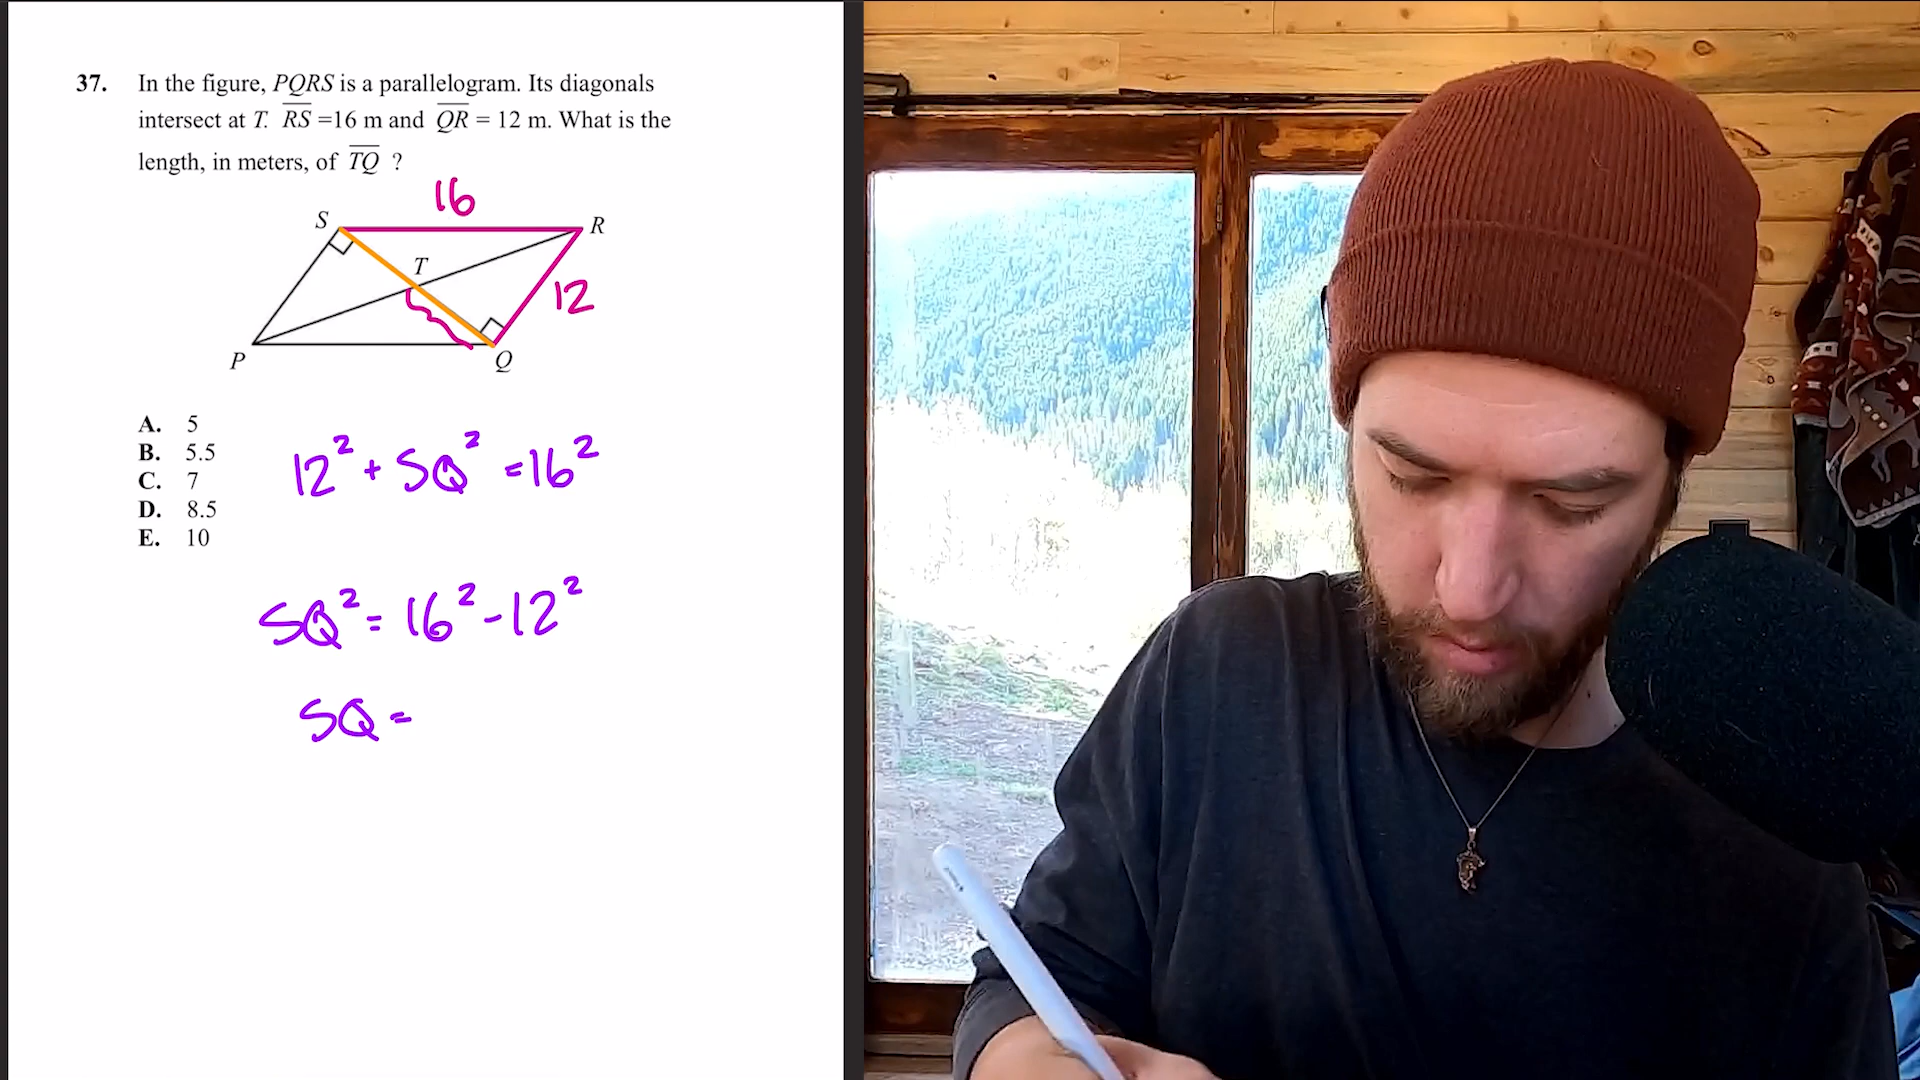 37. In the figure, PQRS is a parallelogram. Its diagonals
intersect at T. RS =16 m and QR = 12 m. What is the
length, in meters, of TQ ?
16
S
R
T
12
P
Q
A. 5
B. 5.5
C. 7
D. 8.5
E. 10
12² + SQ² = 16²
SQ² = 16² - 12²
SQ =